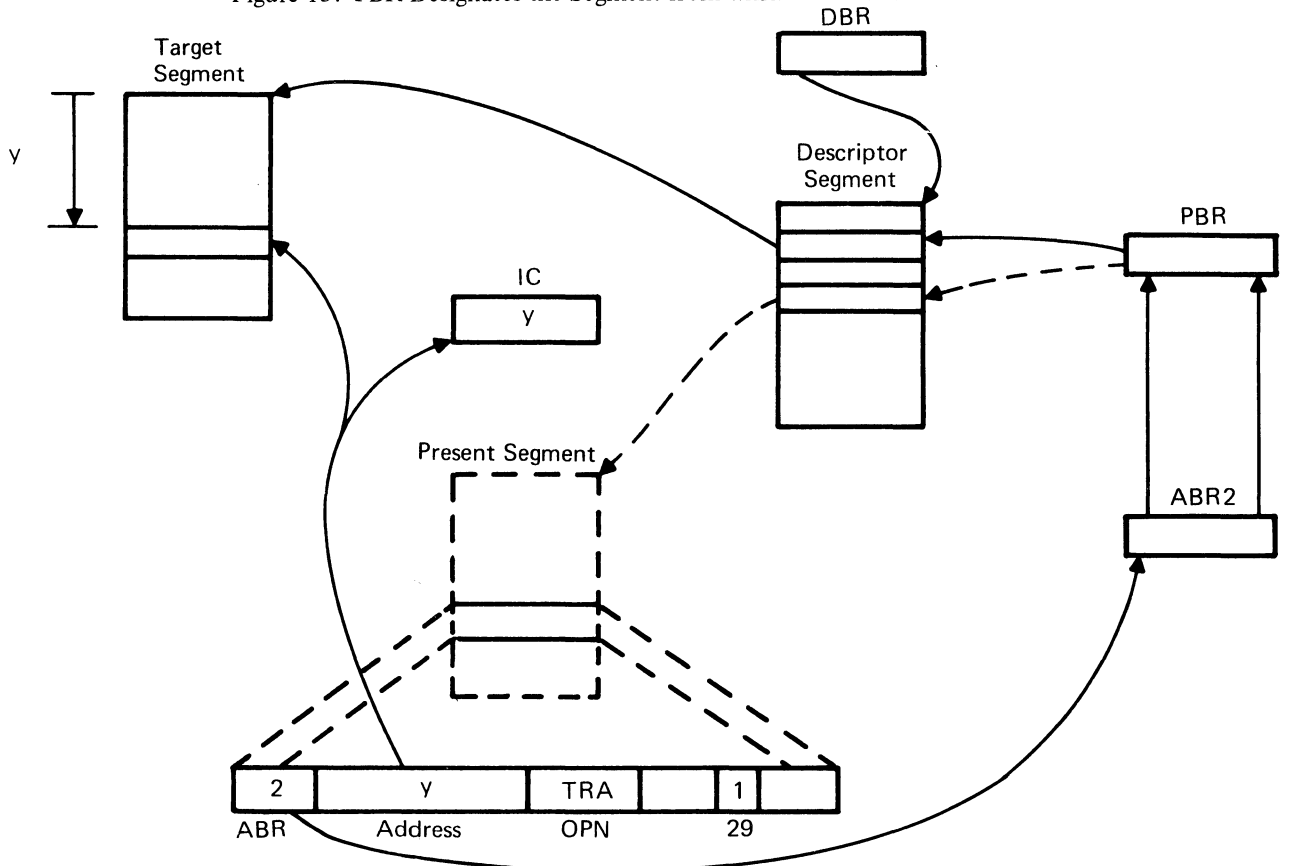 DBR
Target
Segment
y
Descriptor
Segment
PBR
IC
y
Present Segment
ABR2
2 y TRA 1
ABR Address OPN 29